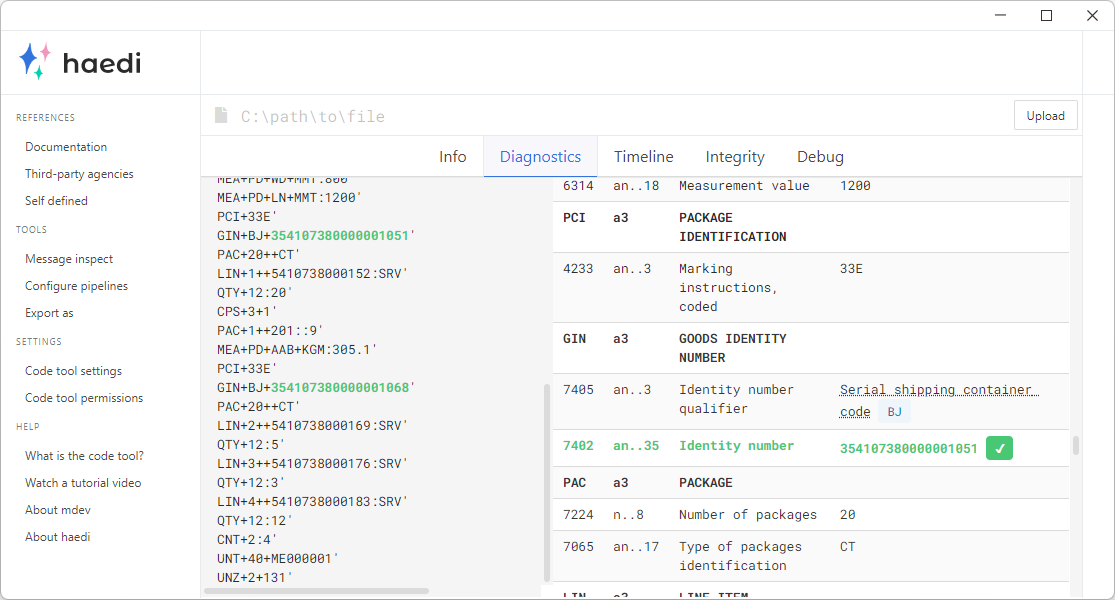 haedi
REFERENCES
Documentation
Third-party agencies
Self defined
TOOLS
Message inspect
Configure pipelines
Export as
SETTINGS
Code tool settings
Code tool permissions
HELP
What is the code tool?
Watch a tutorial video
About mdev
About haedi
C:\path\to\file
Upload
Info
Diagnostics
Timeline
Integrity
Debug
MEA+PD+WD+MMT:800'
MEA+PD+LN+MMT:1200'
PCI+33E'
GIN+BJ+354107380000001051'
PAC+20++CT'
LIN+1++5410738000152:SRV'
QTY+12:20'
CPS+3+1'
PAC+1++201::9'
MEA+PD+AAB+KGM:305.1'
PCI+33E'
GIN+BJ+354107380000001068'
PAC+20++CT'
LIN+2++5410738000169:SRV'
QTY+12:5'
LIN+3++5410738000176:SRV'
QTY+12:3'
LIN+4++5410738000183:SRV'
QTY+12:12'
CNT+2:4'
UNT+40+ME000001'
UNZ+2+131'
6314 an..18 Measurement value 1200
PCI a3 PACKAGE
IDENTIFICATION
4233 an..3 Marking 33E
instructions,
coded
GIN a3 GOODS IDENTITY
NUMBER
7405 an..3 Identity number Serial shipping container
qualifier code BJ
7402 an..35 Identity number 354107380000001051
PAC a3 PACKAGE
7224 n..8 Number of packages 20
7065 an..17 Type of packages CT
identification
LIN a3 LINE ITEM